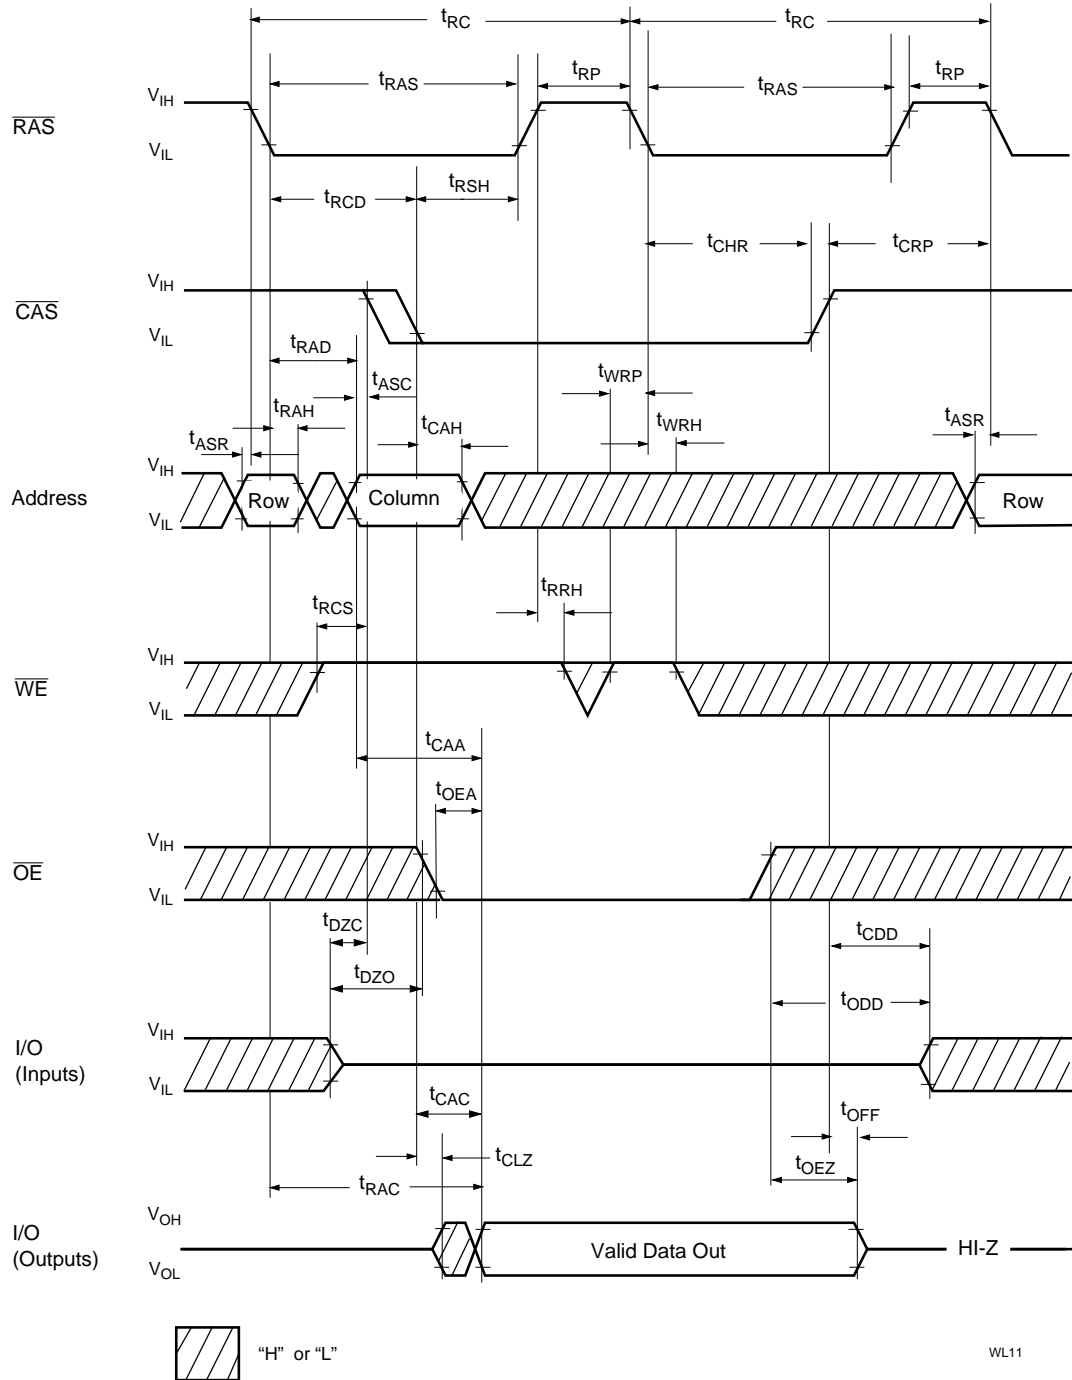 tRC tRC
tRAS tRP tRAS tRP
VIH
RAS
VIL
tRCD tRSH
tCHR tCRP
VIH
CAS
VIL
tRAD
tASC tWRP
tRAH tCAH tWRH
tASR tASR
VIH
Address Row Column Row
VIL
tRRH
tRCS
VIH
WE
VIL
tCAA
tOEA
VIH
OE
VIL
tDZC tCDD
tDZO tODD
VIH
I/O
(Inputs)
VIL
tCAC
tOFF
tCLZ tOEZ
tRAC
VOH
I/O
(Outputs) Valid Data Out HI-Z
VOL
“H” or “L”
WL11